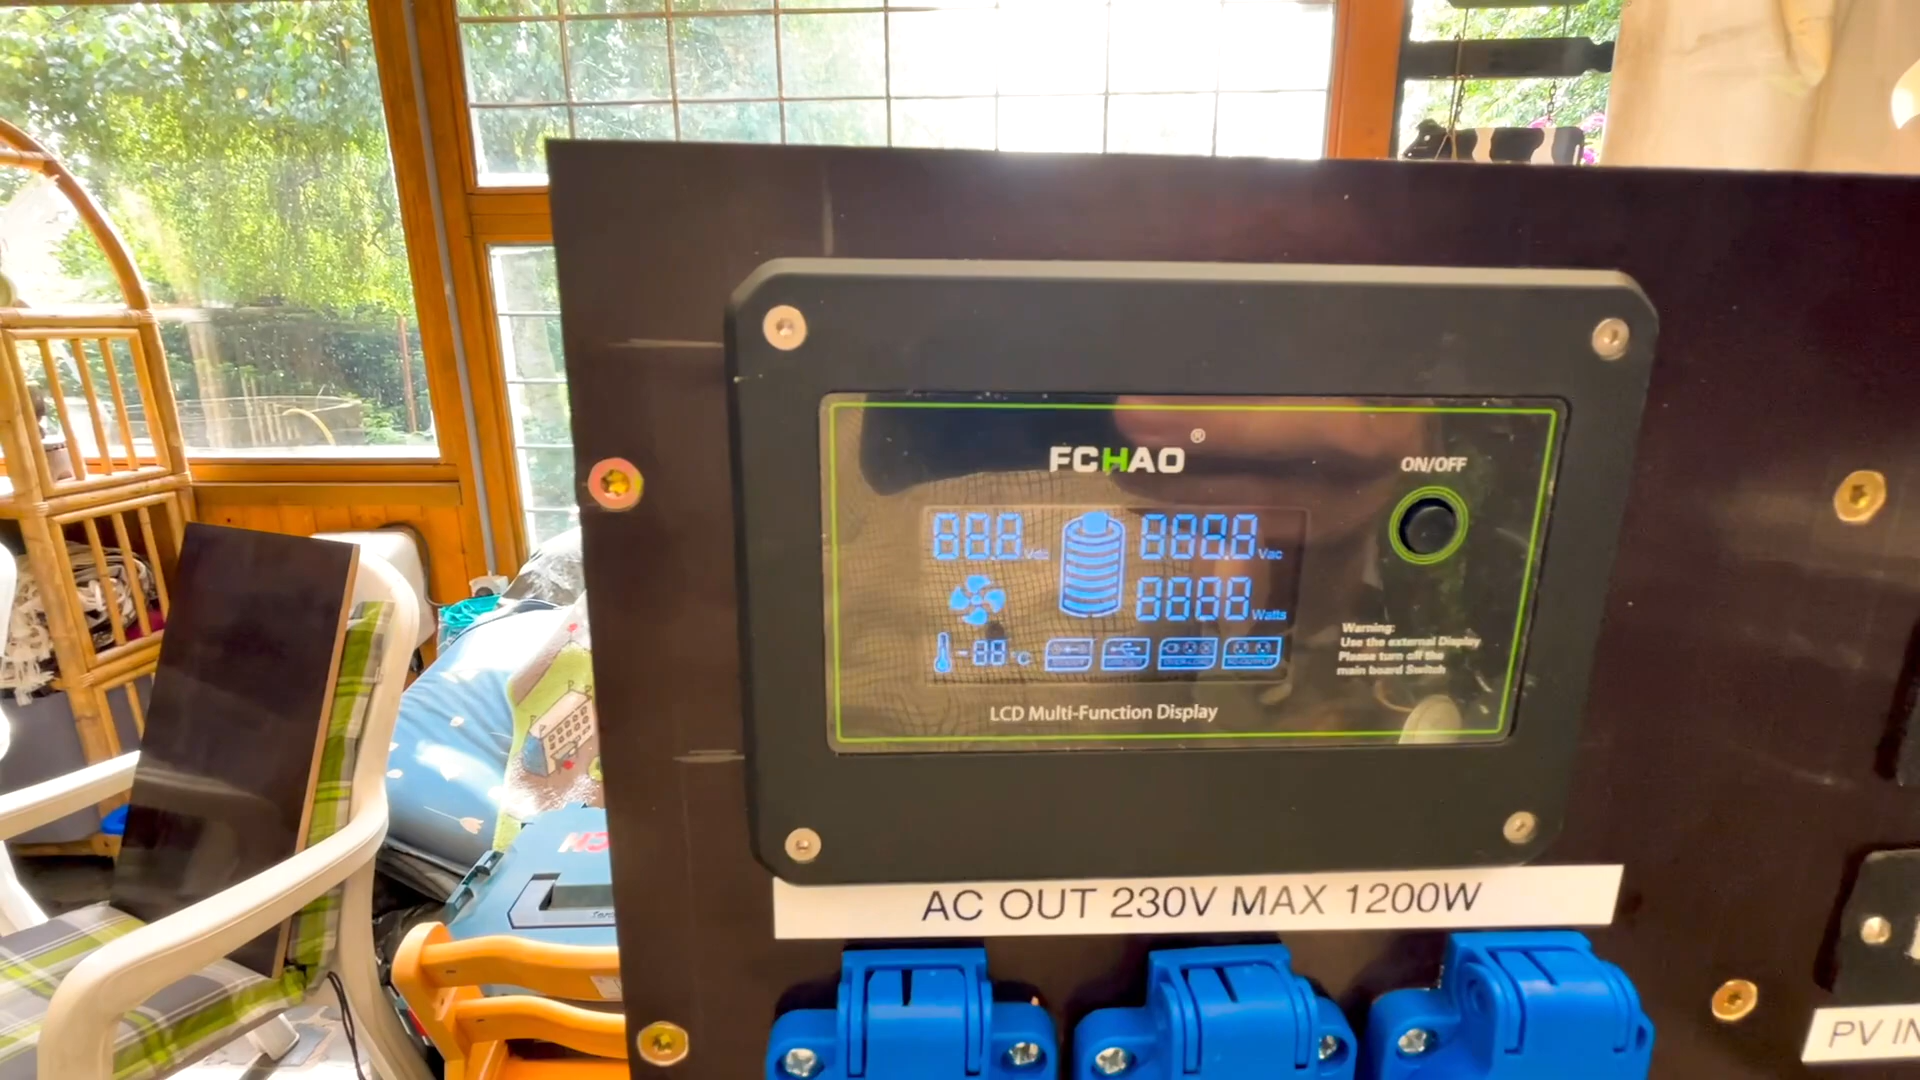 FCHAO®
ON/OFF
888 Vdc
888.8 Vac
8888 Watts
-88 °C
Warning:
Use the external Display
Please turn off the
main board Switch
LCD Multi-Function Display
AC OUT 230V MAX 1200W
PV IN